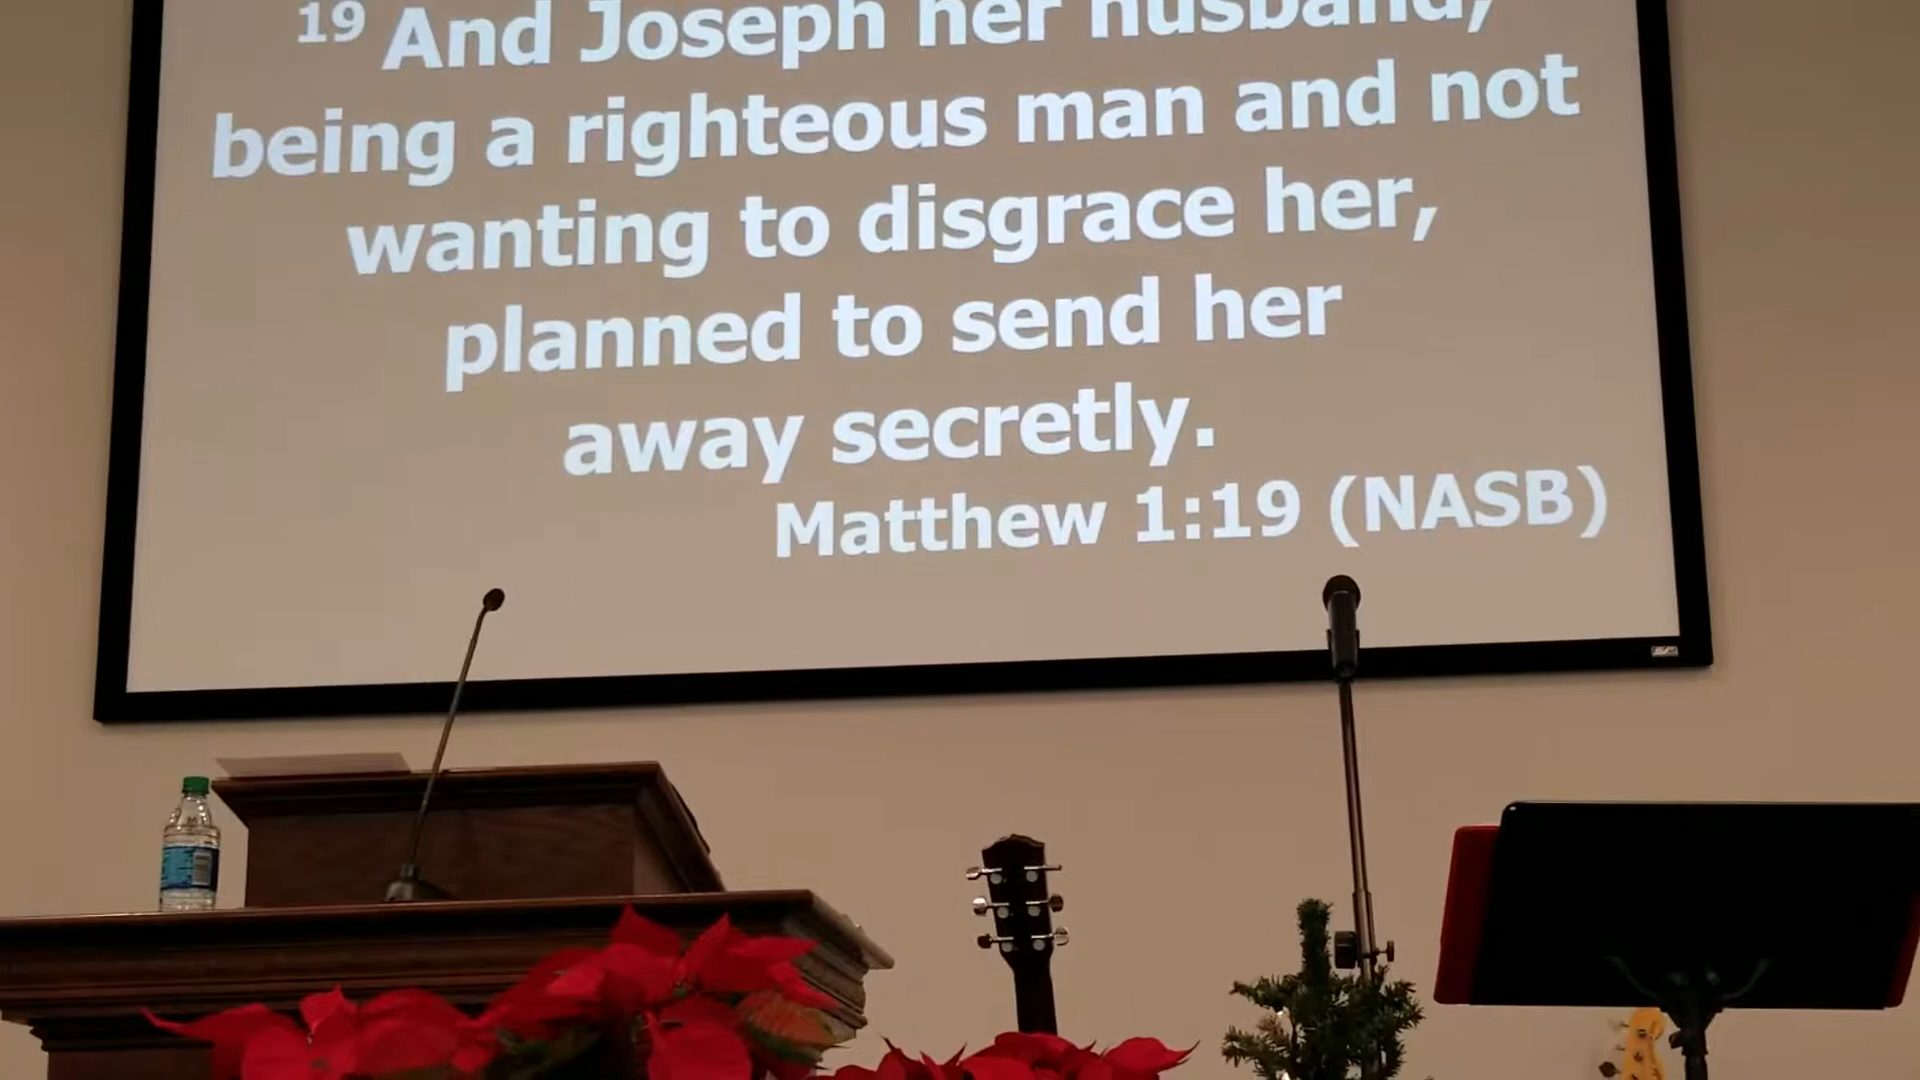 19 And Joseph her husband,
being a righteous man and not
wanting to disgrace her,
planned to send her
away secretly.
Matthew 1:19 (NASB)